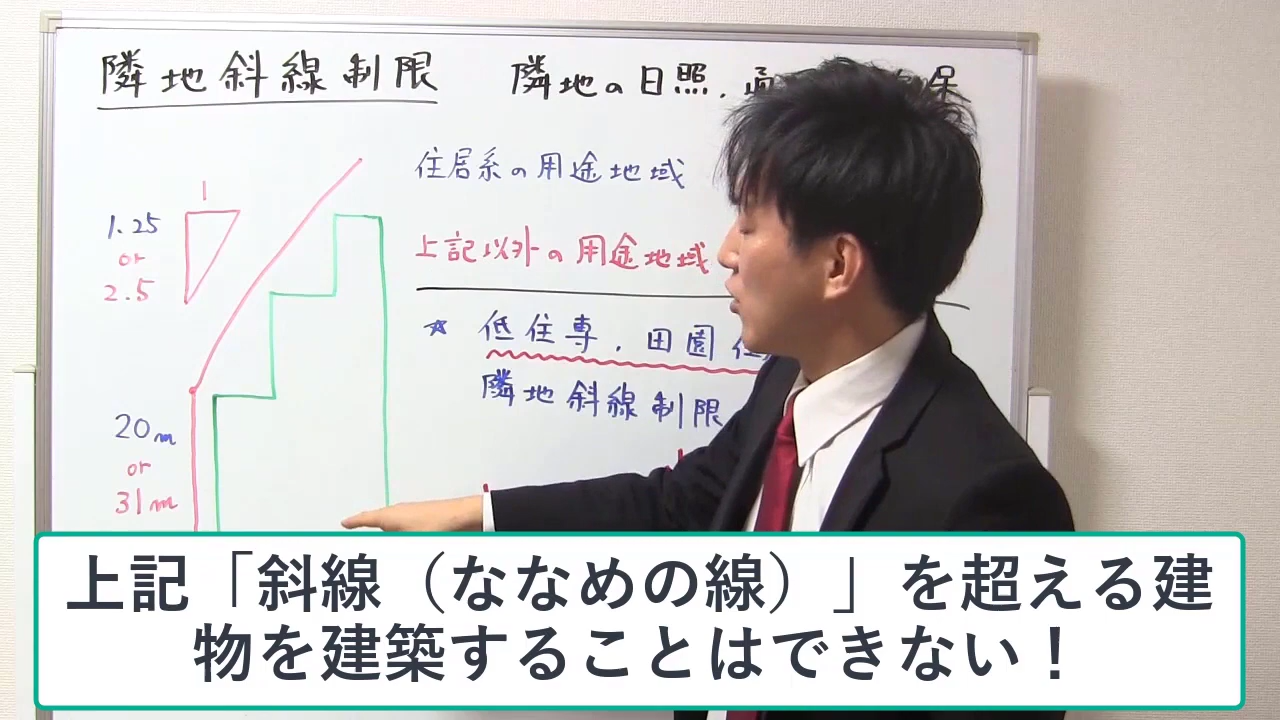 隣地斜線制限
隣地の日照、
保
住居系の用途地域
上記以外の用途地域
1
1.25
or
2.5
☆ 低住専、田園住
隣地斜線制限
20m
or
31m
上記「斜線（ななめの線）」を超える建
物を建築することはできない！